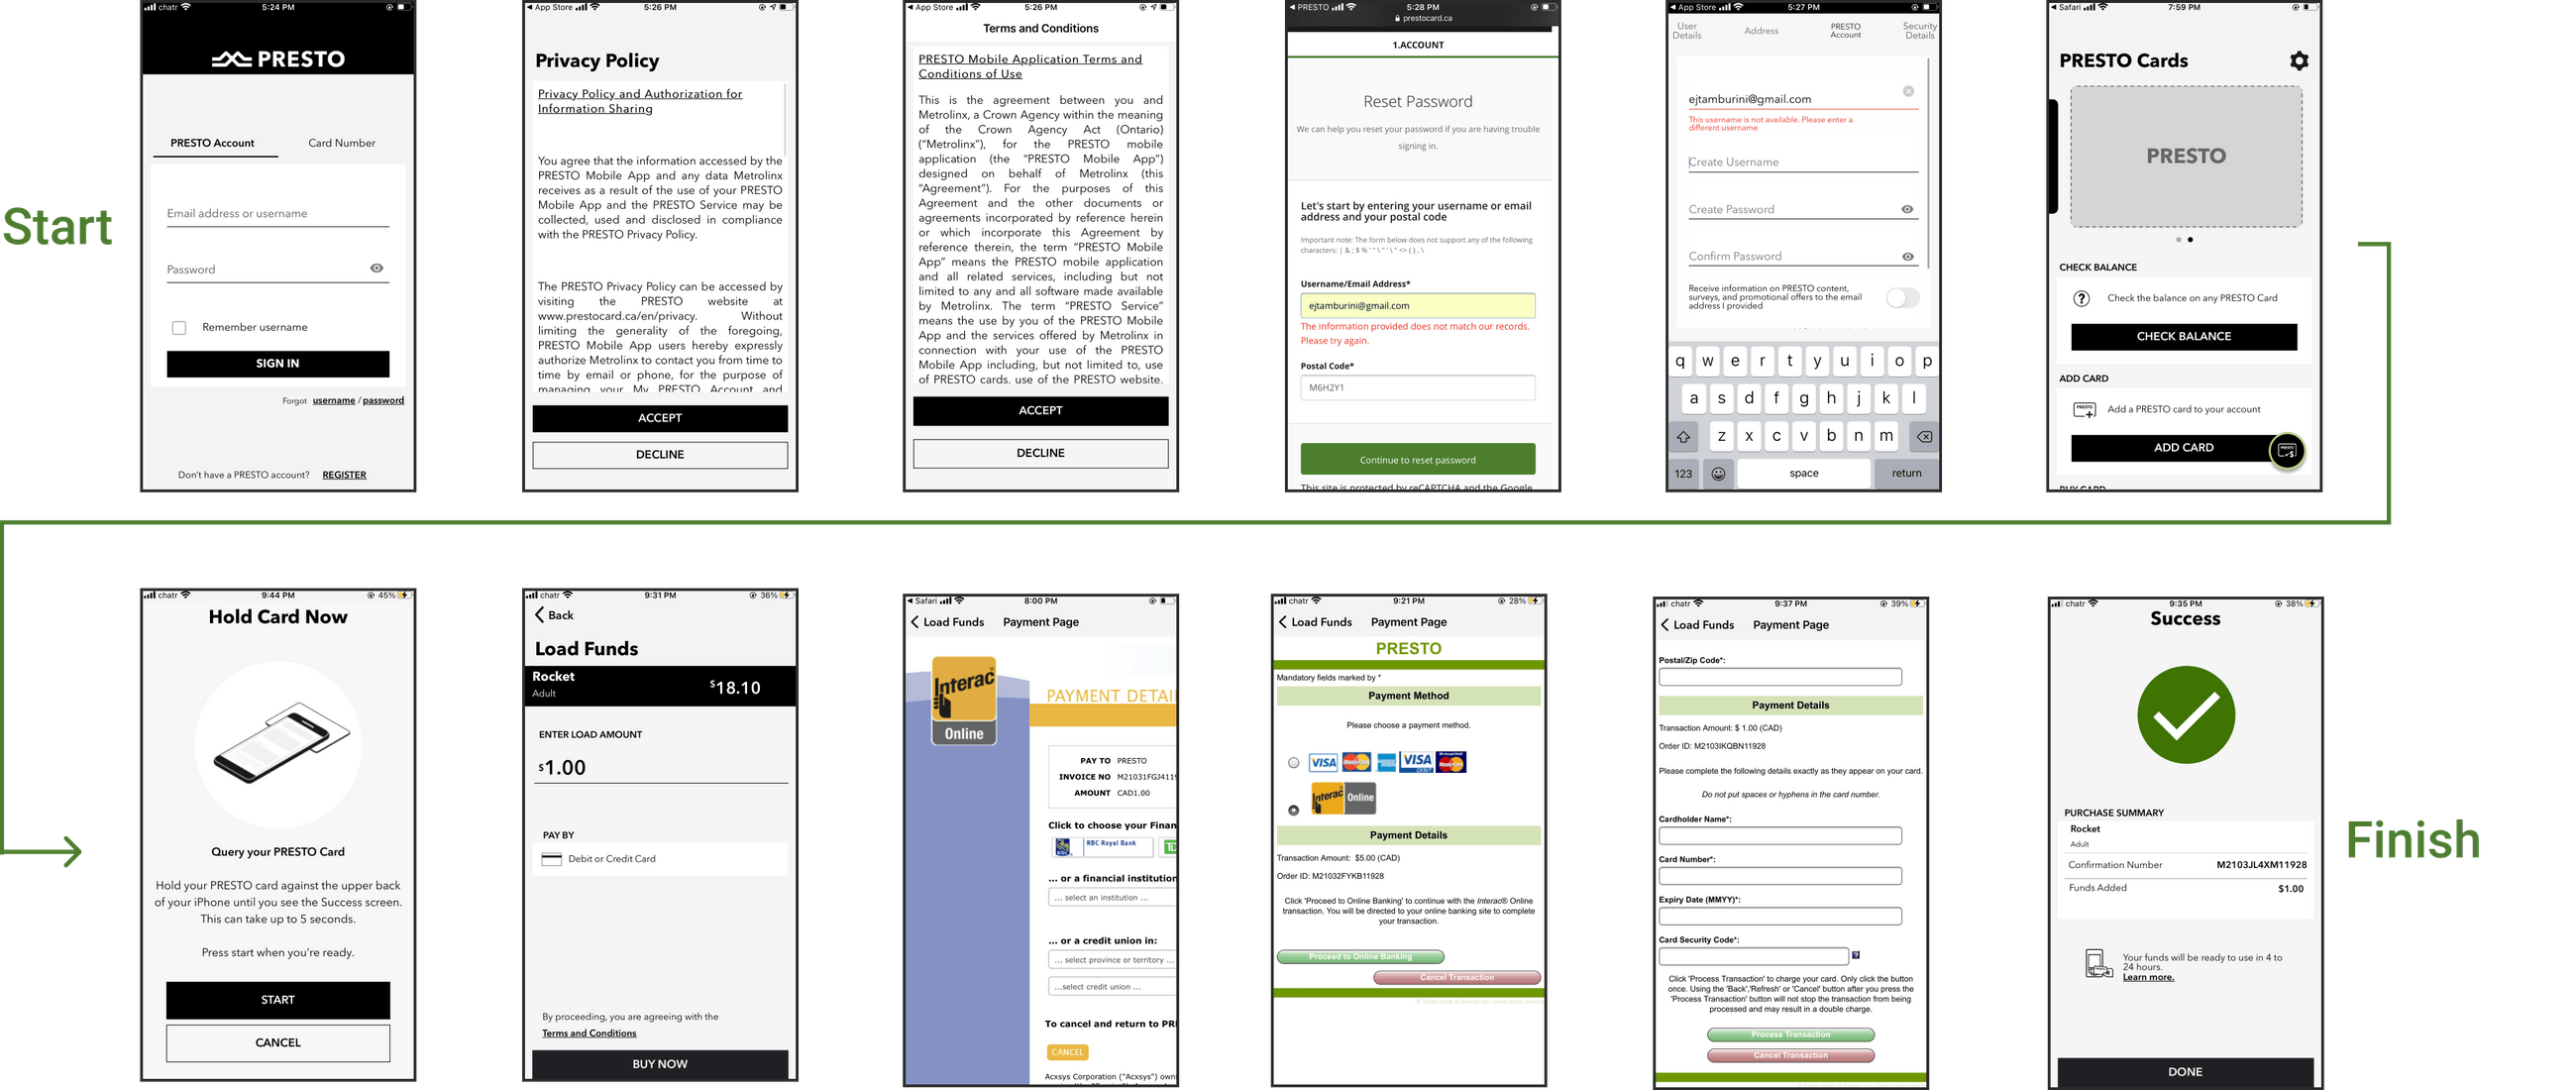 Start
chatr 5:24 PM
PRESTO
PRESTO Account Card Number
Email address or username
Password
Remember username
SIGN IN
Forgot username / password
Don't have a PRESTO account? REGISTER
App Store 5:26 PM
Privacy Policy
Privacy Policy and Authorization for
Information Sharing
You agree that the information accessed by the
PRESTO Mobile App and any data Metrolinx
receives as a result of the use of your PRESTO
Mobile App and the PRESTO Service may be
collected, used and disclosed in compliance
with the PRESTO Privacy Policy.
The PRESTO Privacy Policy can be accessed by
visiting the PRESTO website at
www.prestocard.ca/en/privacy. Without
limiting the generality of the foregoing,
PRESTO Mobile App users hereby expressly
authorize Metrolinx to contact you from time to
time by email or phone, for the purpose of
managing your My PRESTO Account and
ACCEPT
DECLINE
App Store 5:26 PM
Terms and Conditions
PRESTO Mobile Application Terms and
Conditions of Use
This is the agreement between you and
Metrolinx, a Crown Agency within the meaning
of the Crown Agency Act (Ontario)
("Metrolinx"), for the PRESTO mobile
application (the "PRESTO Mobile App")
designed on behalf of Metrolinx (this
"Agreement"). For the purposes of this
Agreement and the other documents or
agreements incorporated by reference herein
or which incorporate this Agreement by
reference therein, the term "PRESTO Mobile
App" means the PRESTO mobile application
and all related services, including but not
limited to any and all software made available
by Metrolinx. The term "PRESTO Service"
means the use by you of the PRESTO Mobile
App and the services offered by Metrolinx in
connection with your use of the PRESTO
Mobile App including, but not limited to, use
of PRESTO cards, use of the PRESTO website,
ACCEPT
DECLINE
PRESTO 5:28 PM
prestocard.ca
1.ACCOUNT
Reset Password
We can help you reset your password if you are having trouble
signing in.
Let's start by entering your username or email
address and your postal code
Important note: The form below does not support any of the following
characters: | & ; $ % ' " \ " ' \ " <> ( ) , \
Username/Email Address*
ejtamburini@gmail.com
The information provided does not match our records.
Please try again.
Postal Code*
M6H2Y1
Continue to reset password
This site is protected by reCAPTCHA and the Google
App Store 5:27 PM
User Details Address PRESTO Account Security Details
ejtamburini@gmail.com
This username is not available. Please enter a
different username
Create Username
Create Password
Confirm Password
Receive information on PRESTO content,
surveys, and promotional offers to the email
address I provided
q w e r t y u i o p
a s d f g h j k l
z x c v b n m
123 space return
Safari 7:59 PM
PRESTO Cards
PRESTO
CHECK BALANCE
Check the balance on any PRESTO Card
CHECK BALANCE
ADD CARD
Add a PRESTO card to your account
ADD CARD
BUY CARD
chatr 9:44 PM 45%
Hold Card Now
Query your PRESTO Card
Hold your PRESTO card against the upper back
of your iPhone until you see the Success screen.
This can take up to 5 seconds.
Press start when you're ready.
START
CANCEL
chatr 9:31 PM 36%
Back
Load Funds
Rocket
Adult
$18.10
ENTER LOAD AMOUNT
$1.00
PAY BY
Debit or Credit Card
By proceeding, you are agreeing with the
Terms and Conditions
BUY NOW
Safari 8:00 PM
Load Funds Payment Page
Interac
Online
PAYMENT DETAI
PAY TO PRESTO
INVOICE NO M21031FGJ4119
AMOUNT CAD1.00
Click to choose your Finan
RBC Royal Bank TD
... or a financial institution
... select an institution ...
... or a credit union in:
... select province or territory ...
...select credit union ...
To cancel and return to PRE
CANCEL
Acxsys Corporation ("Acxsys") owns
chatr 9:21 PM 28%
Load Funds Payment Page
PRESTO
Mandatory fields marked by *
Payment Method
Please choose a payment method.
VISA MasterCard VISA DEBIT MasterCard
Interac Online
Payment Details
Transaction Amount: $5.00 (CAD)
Order ID: M21032FYKB11928
Click 'Proceed to Online Banking' to continue with the Interac® Online
transaction. You will be directed to your online banking site to complete
your transaction.
Proceed to Online Banking
Cancel Transaction
chatr 9:37 PM 39%
Load Funds Payment Page
Postal/Zip Code*:
Payment Details
Transaction Amount: $ 1.00 (CAD)
Order ID: M2103IKQBN11928
Please complete the following details exactly as they appear on your card.
Do not put spaces or hyphens in the card number.
Cardholder Name*:
Card Number*:
Expiry Date (MMYY)*:
Card Security Code*:
Click 'Process Transaction' to charge your card. Only click the button
once. Using the 'Back','Refresh' or 'Cancel' button after you press the
'Process Transaction' button will not stop the transaction from being
processed and may result in a double charge.
Process Transaction
Cancel Transaction
chatr 9:35 PM 38%
Success
PURCHASE SUMMARY
Rocket
Adult
Confirmation Number M2103JL4XM11928
Funds Added $1.00
Your funds will be ready to use in 4 to
24 hours.
Learn more.
DONE
Finish